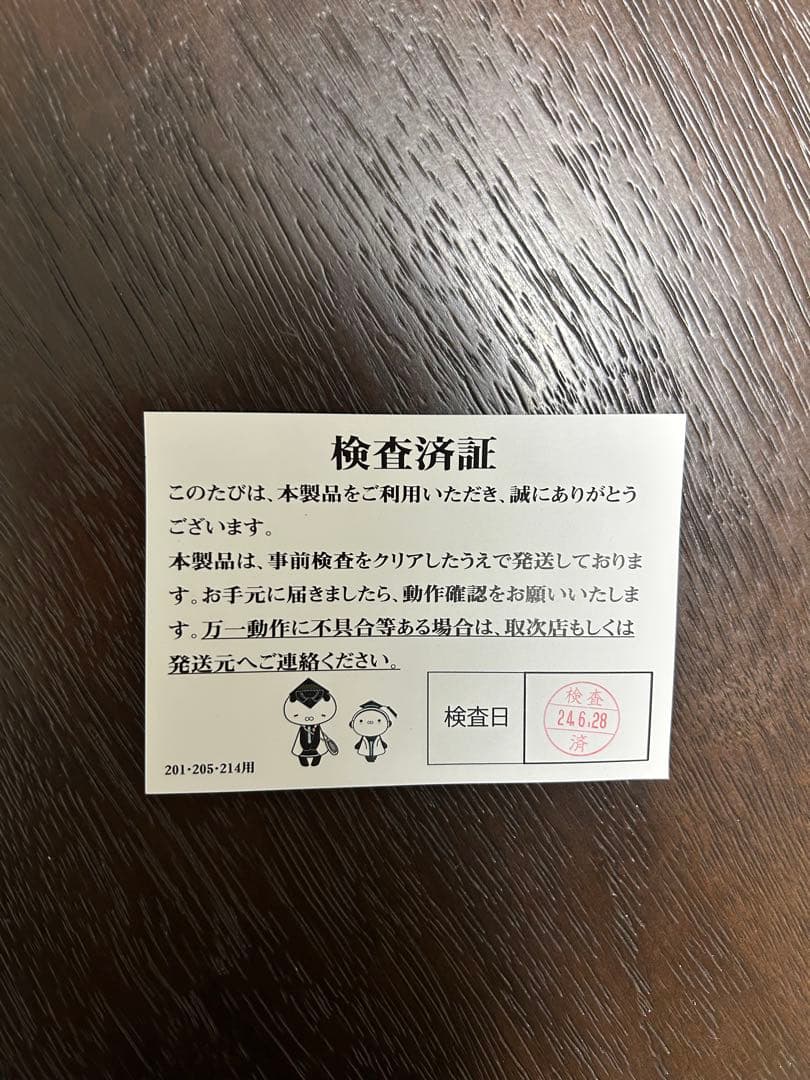 検査済証
このたびは、本製品をご利用いただき、誠にありがとう
ございます。
本製品は、事前検査をクリアしたうえで発送しておりま
す。お手元に届きましたら、動作確認をお願いいたしま
す。万一動作に不具合等ある場合は、取次店もしくは
発送元へご連絡ください。
検査日
検査
24.6.28
済
201・205・214用